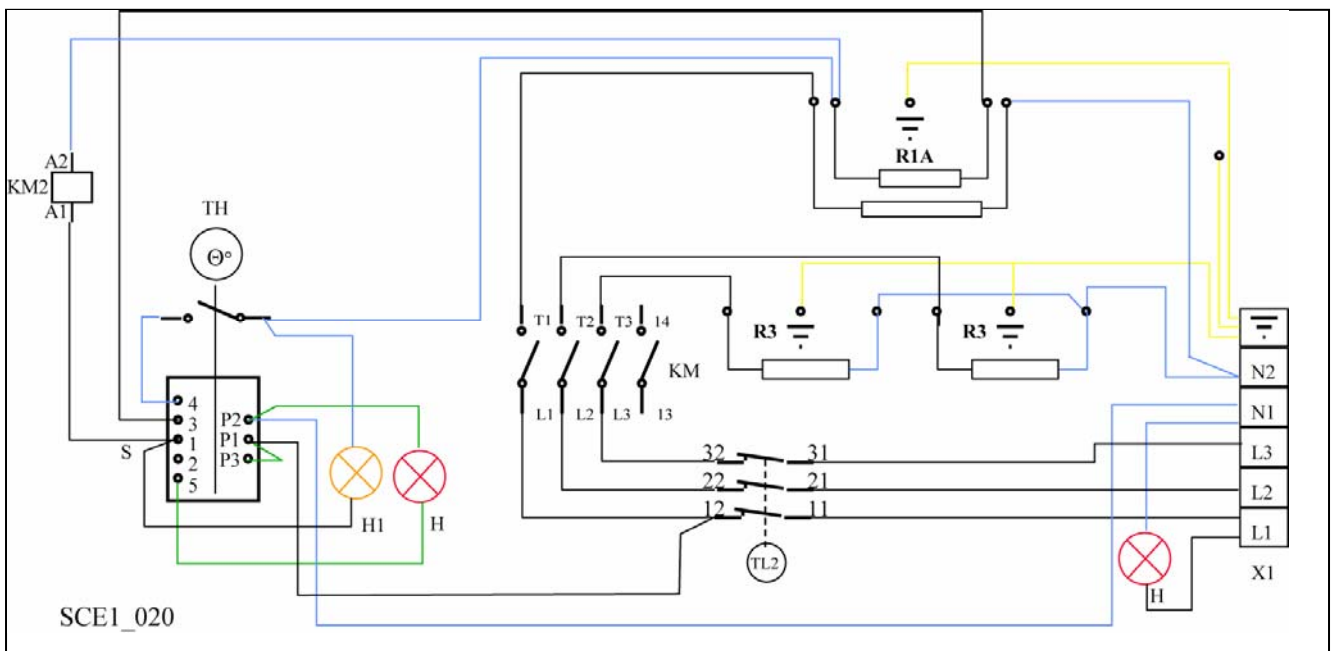 R1A
A2
KM2
A1
TH
Θ°
T1 T2 T3 14
R3 R3
KM
N2
L1 L2 L3 13
4
3 P2
N1
1 P1
S
2 P3
5
32 31
L3
22 21
L2
12 11
H1 H
L1
TL2
X1
H
SCE1_020